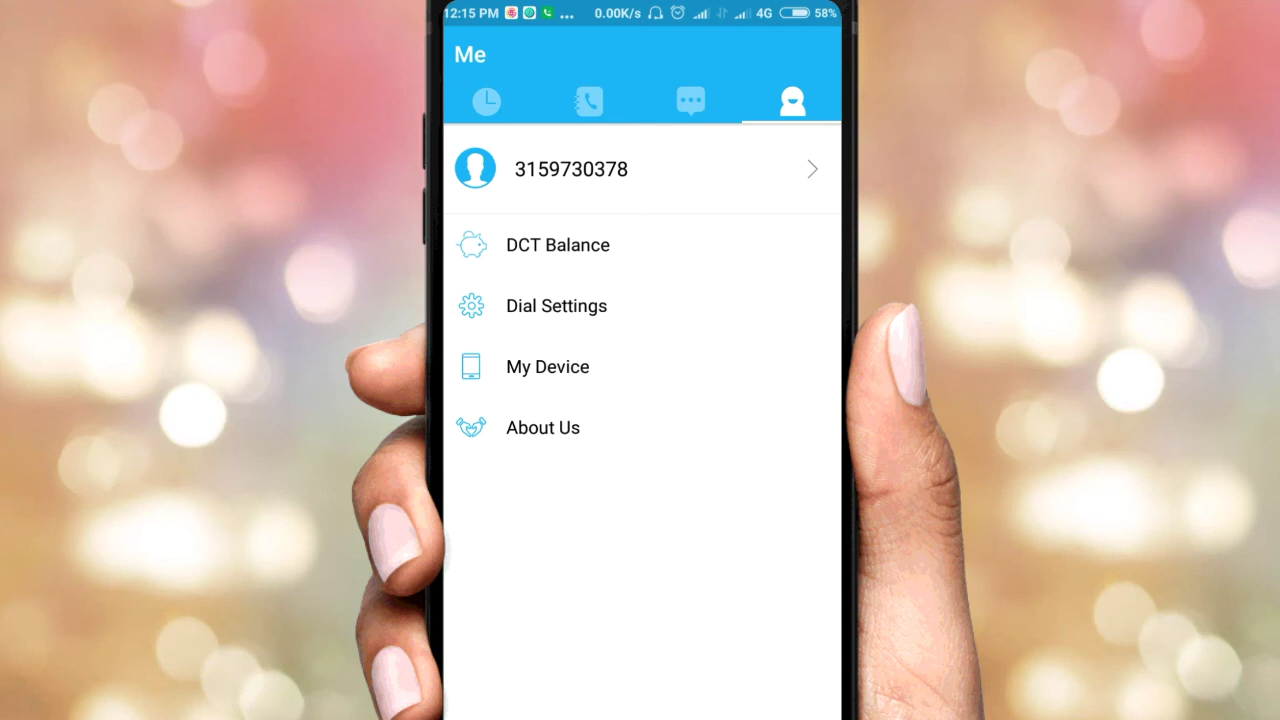 12:15 PM ... 0.00K/s 4G 58%
Me
3159730378
DCT Balance
Dial Settings
My Device
About Us